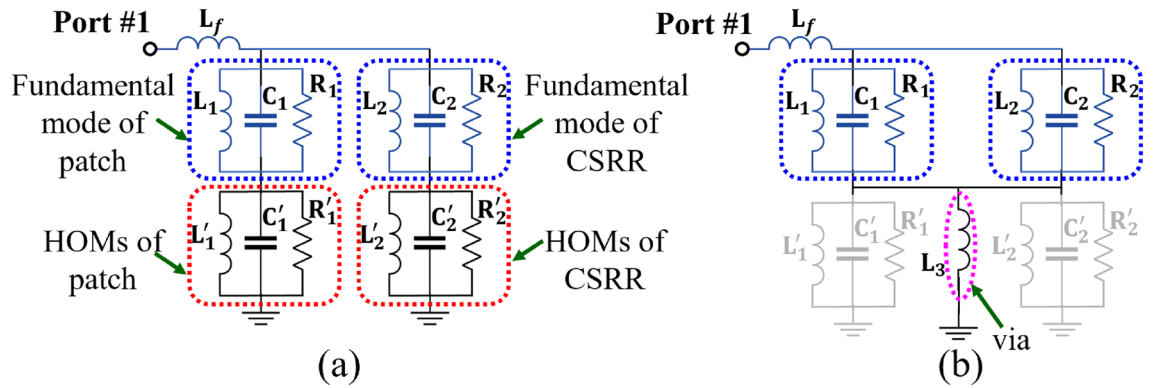 Port #1
L_f
Fundamental
mode of
patch
L₁
C₁
R₁
L₂
C₂
R₂
Fundamental
mode of
CSRR
HOMs of
patch
L′₁
C′₁
R′₁
L′₂
C′₂
R′₂
HOMs of
CSRR
(a)
Port #1
L_f
L₁
C₁
R₁
L₂
C₂
R₂
L′₁
C′₁
R′₁
L₃
L′₂
C′₂
R′₂
via
(b)